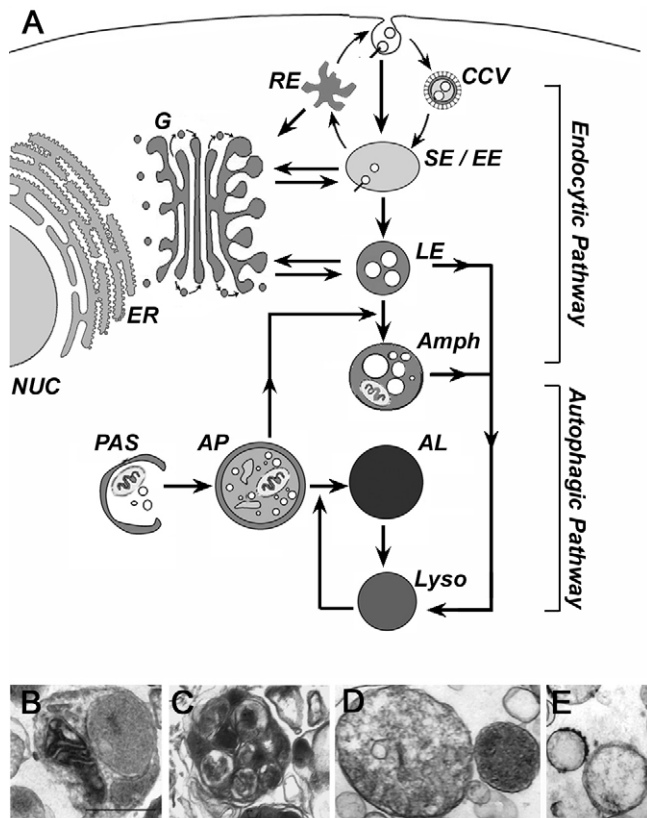 A
RE
CCV
G
SE / EE
LE
ER
Amph
NUC
PAS
AP
AL
Lyso
Endocytic Pathway
Autophagic Pathway
B
C
D
E